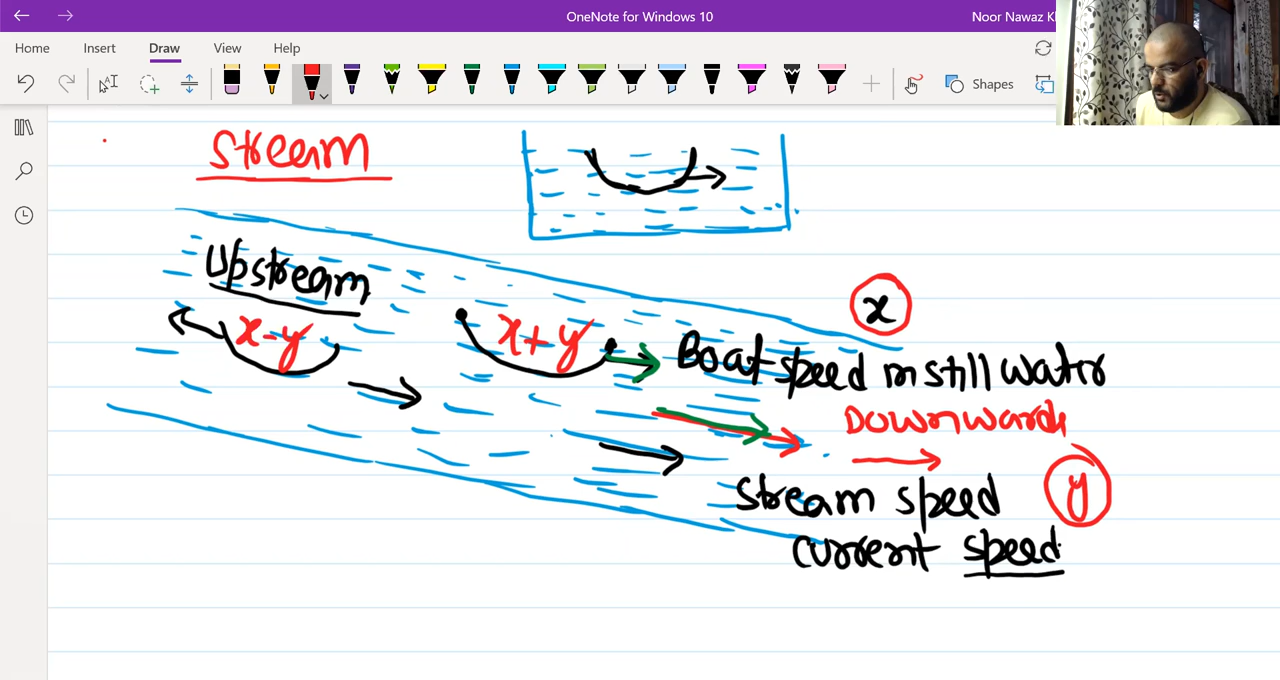 OneNote for Windows 10
Noor Nawaz
Home Insert Draw View Help
Shapes
Stream
Upstream
x
x-y
x+y
Boat speed in still water
Downwards
Stream speed y
current speed